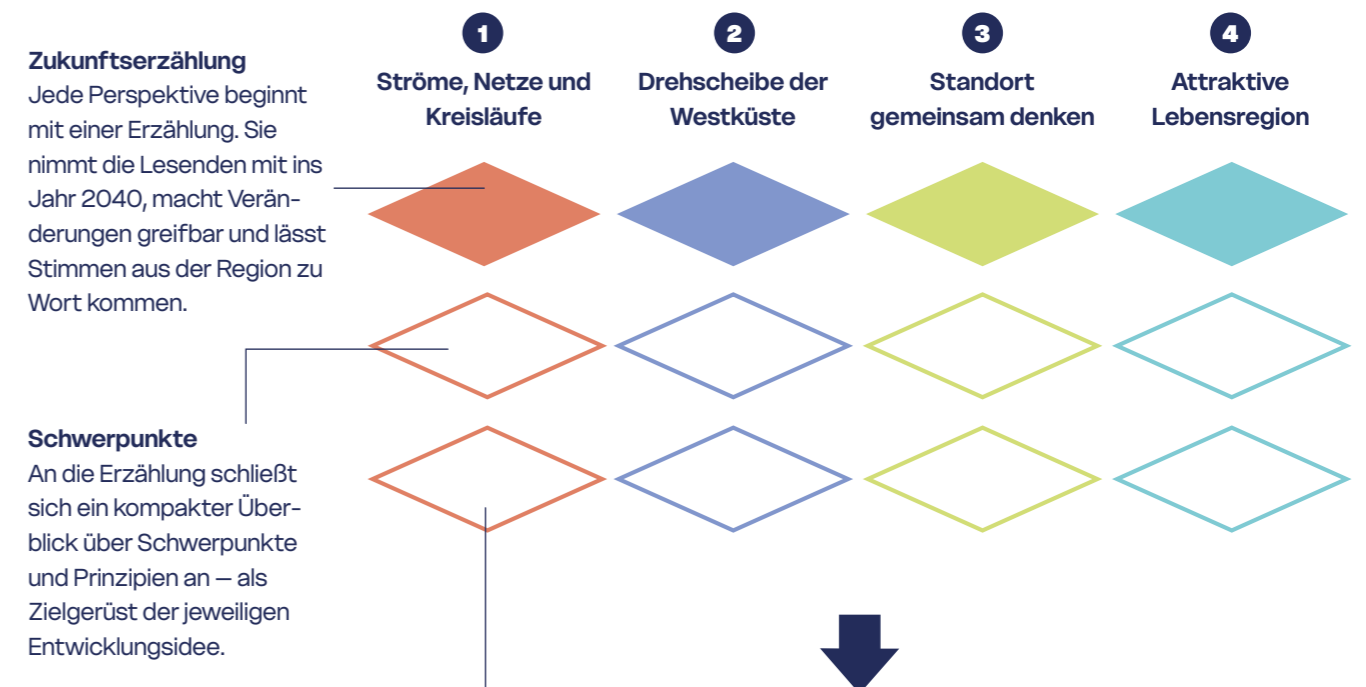 Zukunftserzählung
Jede Perspektive beginnt
mit einer Erzählung. Sie
nimmt die Lesenden mit ins
Jahr 2040, macht Verän-
derungen greifbar und lässt
Stimmen aus der Region zu
Wort kommen.
Schwerpunkte
An die Erzählung schließt
sich ein kompakter Über-
blick über Schwerpunkte
und Prinzipien an – als
Zielgerüst der jeweiligen
Entwicklungsidee.
1
Ströme, Netze und
Kreisläufe
2
Drehscheibe der
Westküste
3
Standort
gemeinsam denken
4
Attraktive
Lebensregion